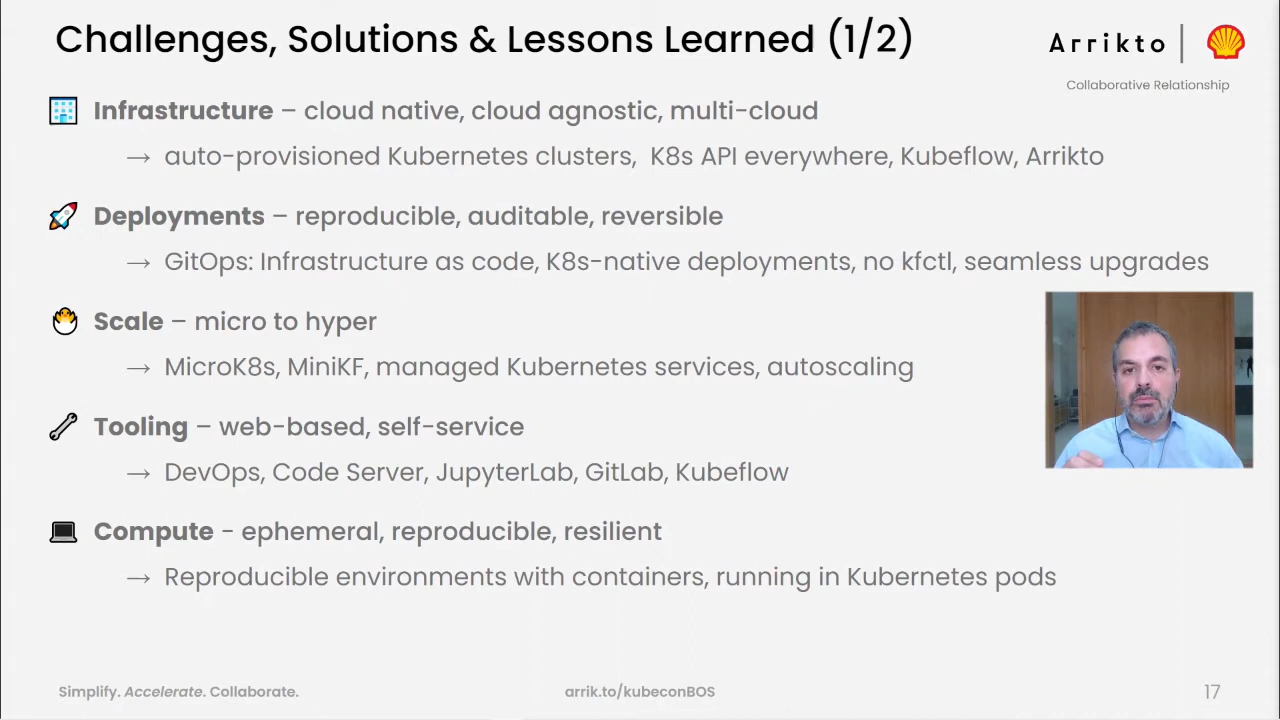 Challenges, Solutions & Lessons Learned (1/2)
Arrikto
Collaborative Relationship
Infrastructure – cloud native, cloud agnostic, multi-cloud
→ auto-provisioned Kubernetes clusters, K8s API everywhere, Kubeflow, Arrikto
Deployments – reproducible, auditable, reversible
→ GitOps: Infrastructure as code, K8s-native deployments, no kfctl, seamless upgrades
Scale – micro to hyper
→ MicroK8s, MiniKF, managed Kubernetes services, autoscaling
Tooling – web-based, self-service
→ DevOps, Code Server, JupyterLab, GitLab, Kubeflow
Compute - ephemeral, reproducible, resilient
→ Reproducible environments with containers, running in Kubernetes pods
Simplify. Accelerate. Collaborate.
arrik.to/kubeconBOS
17